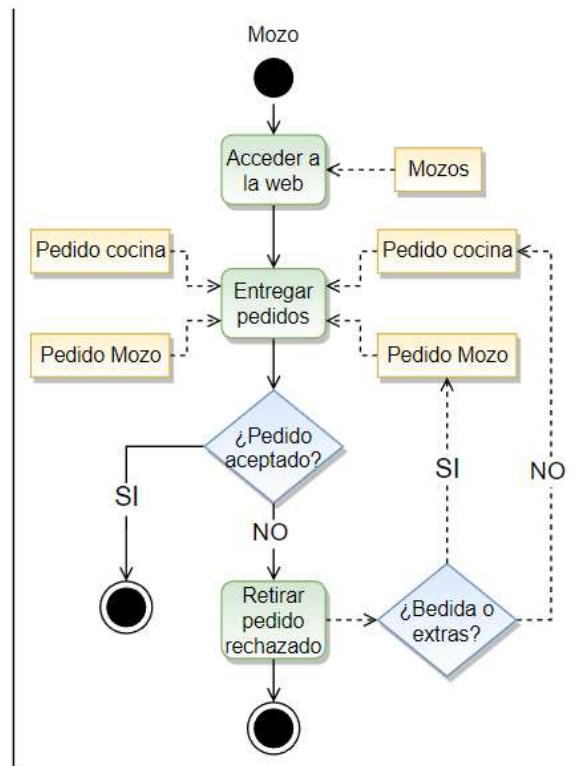 Mozo
Acceder a
la web
Mozos
Pedido cocina
Pedido cocina
Entregar
pedidos
Pedido Mozo
Pedido Mozo
¿Pedido
aceptado?
SI
SI
NO
NO
Retirar
pedido
rechazado
¿Bedida o
extras?